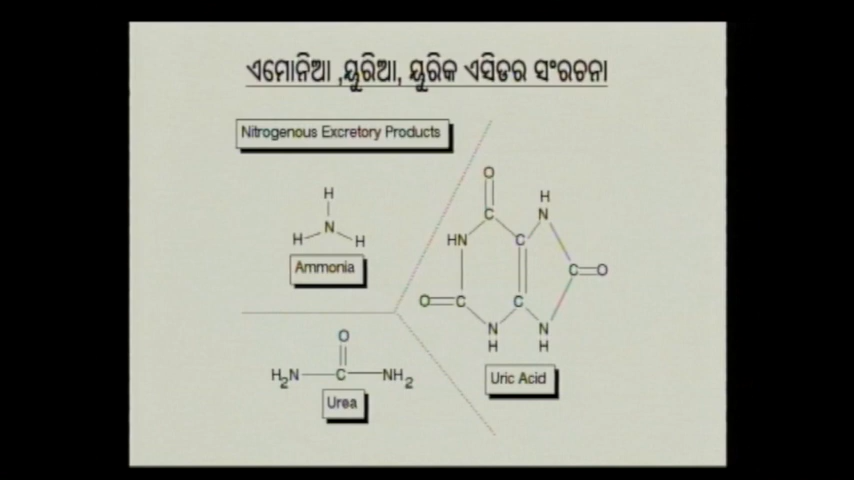 ଏମୋନିଆ ,ୟୁରିଆ, ୟୁରିକ ଏସିଡର ସଂରଚନା
Nitrogenous Excretory Products
H
N
H H
Ammonia
O
H₂N C NH₂
Urea
O
H
C N
HN C
C O
O C C
N N
H H
Uric Acid